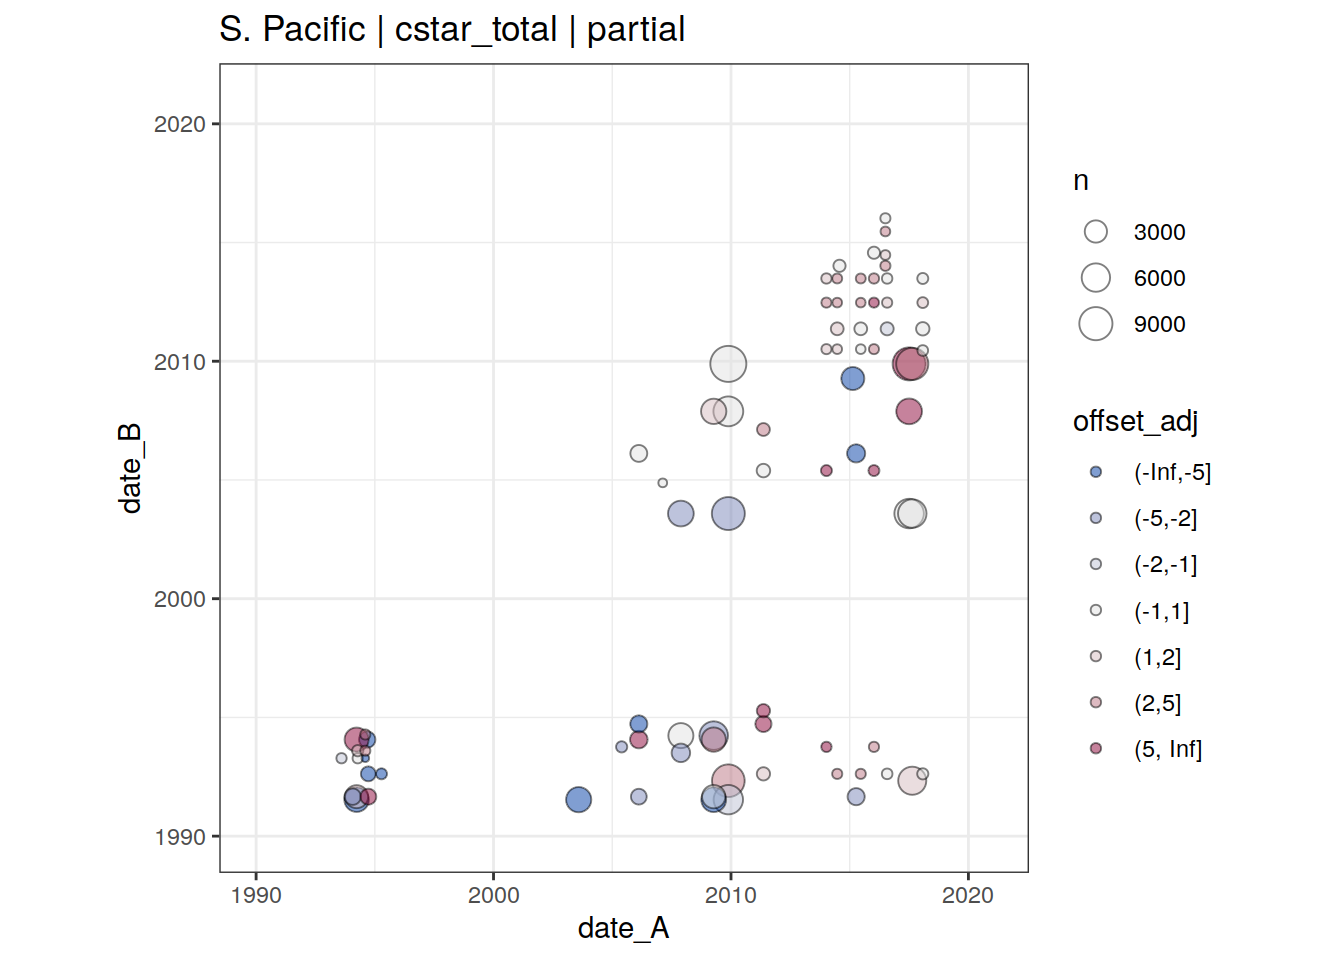 S. Pacific | cstar_total | partial
date_B
2020
2010
2000
1990
1990
2000
2010
2020
date_A
n
3000
6000
9000
offset_adj
(-Inf,-5]
(-5,-2]
(-2,-1]
(-1,1]
(1,2]
(2,5]
(5, Inf]